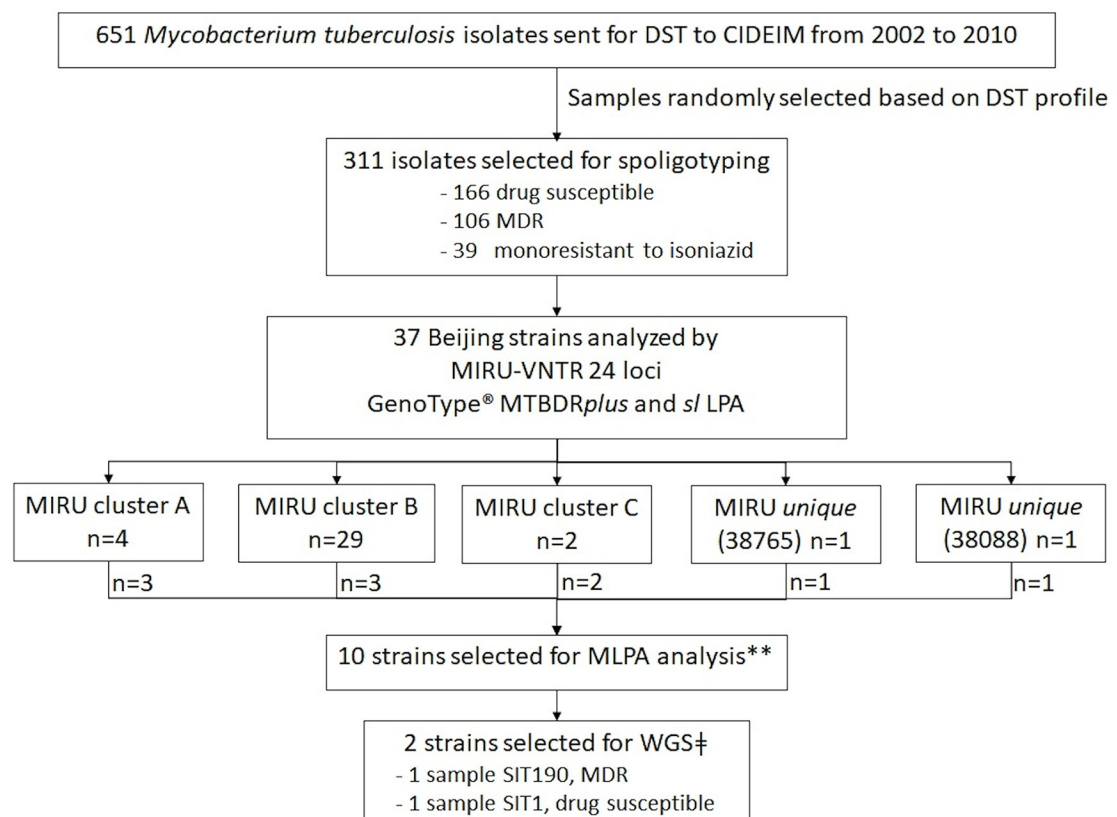 651 Mycobacterium tuberculosis isolates sent for DST to CIDEIM from 2002 to 2010
Samples randomly selected based on DST profile
311 isolates selected for spoligotyping
- 166 drug susceptible
- 106 MDR
- 39 monoresistant to isoniazid
37 Beijing strains analyzed by
MIRU-VNTR 24 loci
GenoType® MTBDRplus and sl LPA
MIRU cluster A
n=4
MIRU cluster B
n=29
MIRU cluster C
n=2
MIRU unique
(38765) n=1
MIRU unique
(38088) n=1
n=3
n=3
n=2
n=1
n=1
10 strains selected for MLPA analysis**
2 strains selected for WGSǂ
- 1 sample SIT190, MDR
- 1 sample SIT1, drug susceptible